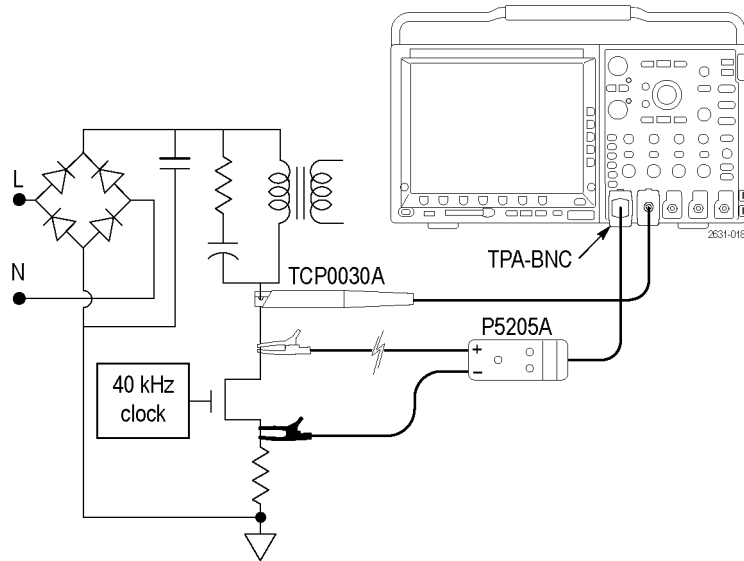 L
N
TCP0030A
TPA-BNC
2631-018
P5205A
+
−
40 kHz
clock